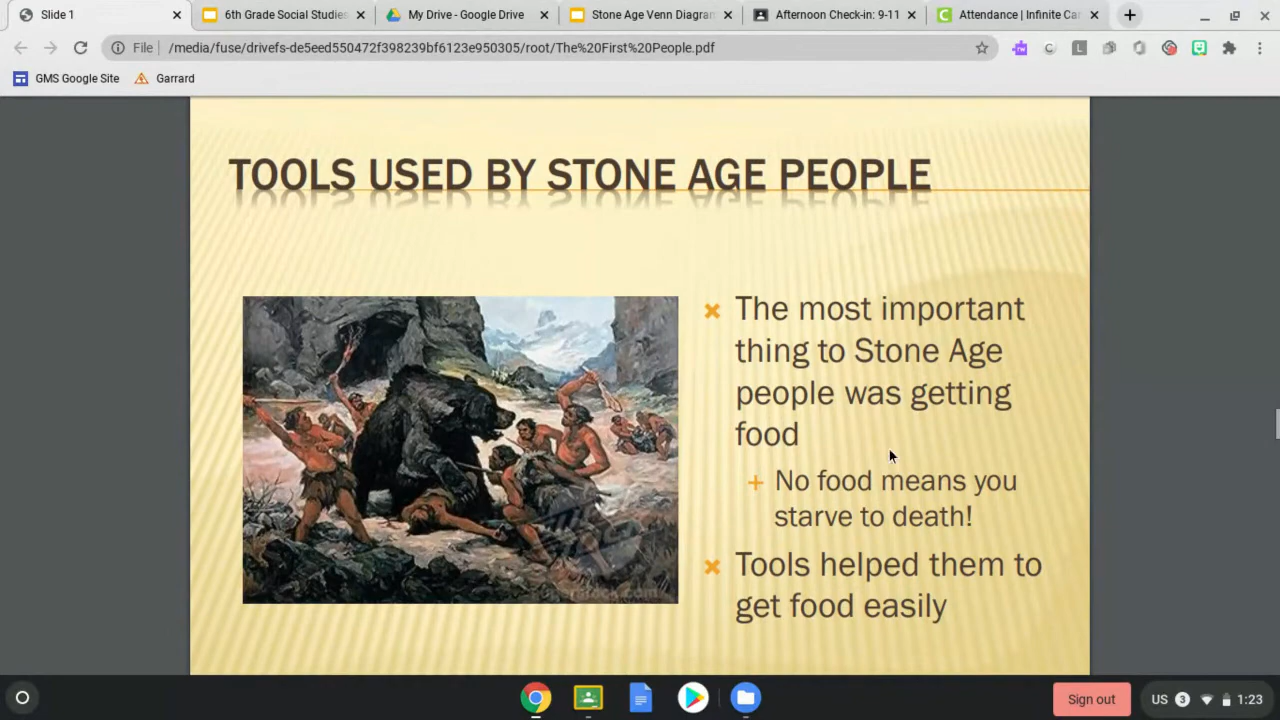 Slide 1
6th Grade Social Studies
My Drive - Google Drive
Stone Age Venn Diagram
Afternoon Check-in: 9-11
Attendance | Infinite Ca
File
/media/fuse/drivefs-de5eed550472f398239bf6123e950305/root/The%20First%20People.pdf
GMS Google Site
Garrard
TOOLS USED BY STONE AGE PEOPLE
The most important
thing to Stone Age
people was getting
food
No food means you
starve to death!
Tools helped them to
get food easily
Sign out
US
3
1:23